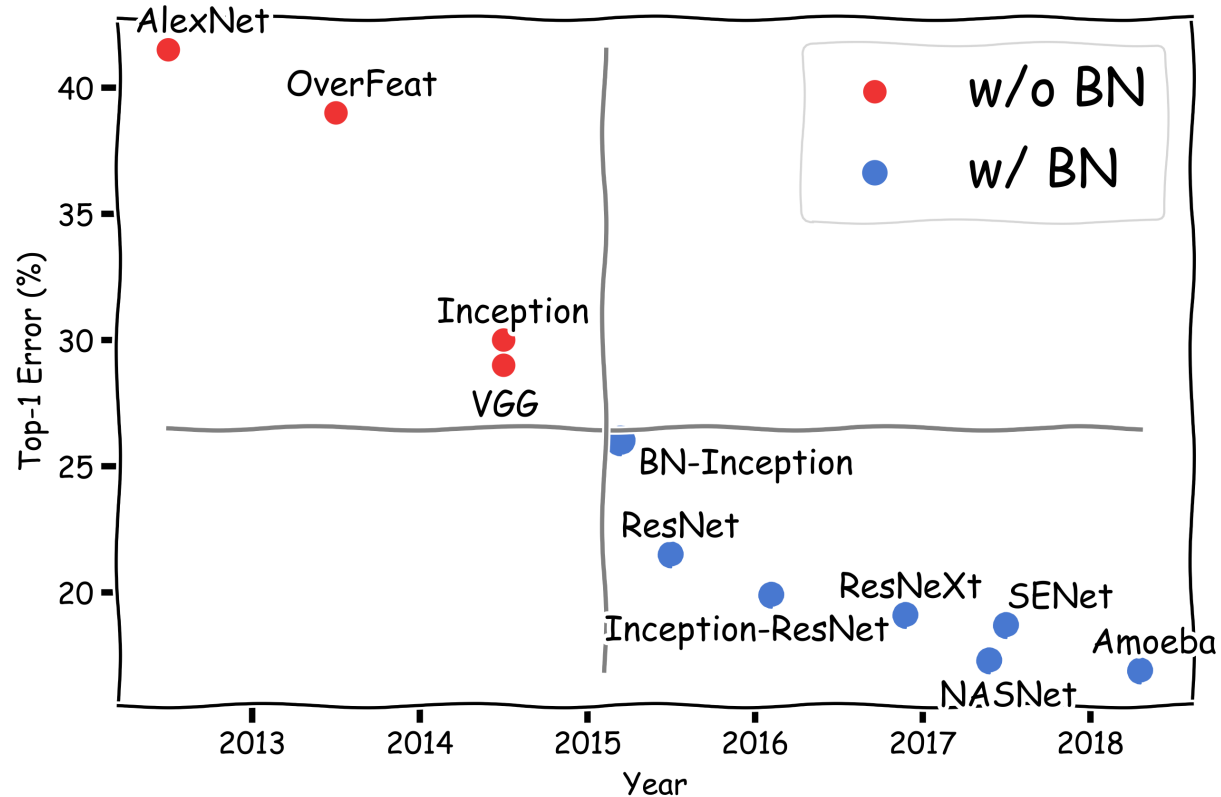 AlexNet
OverFeat
w/o BN
w/ BN
Inception
VGG
BN-Inception
ResNet
Inception-ResNet
ResNeXt
SENet
NASNet
Amoeba
40
35
30
25
20
Top-1 Error (%)
2013 2014 2015 2016 2017 2018
Year